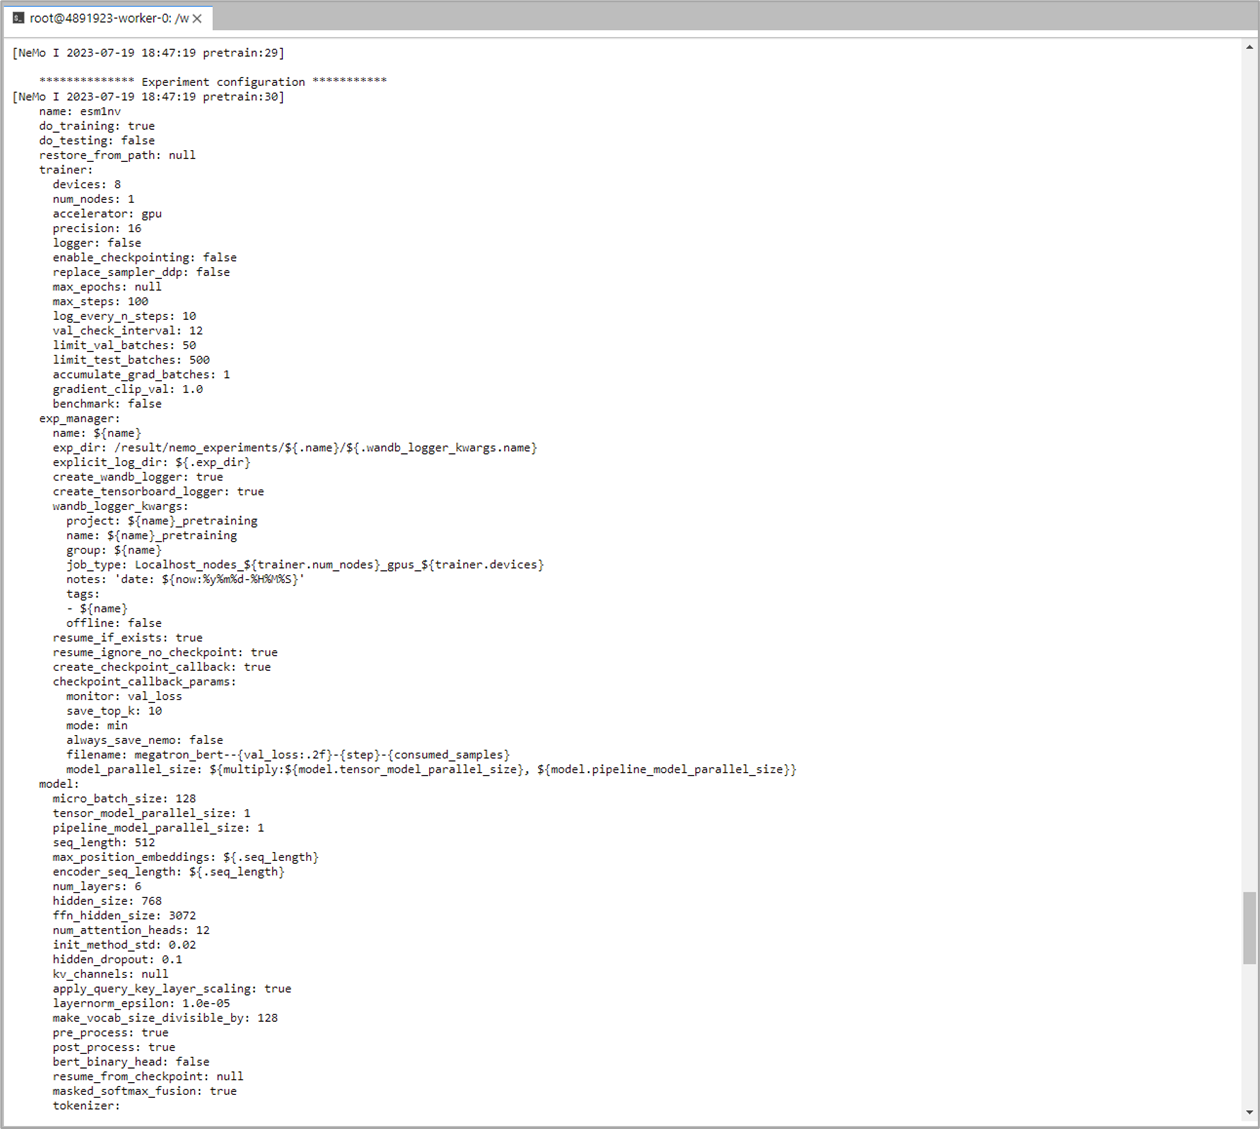 root@4891923-worker-0: /w
[NeMo I 2023-07-19 18:47:19 pretrain:29]
************** Experiment configuration ***********
[NeMo I 2023-07-19 18:47:19 pretrain:30]
name: esm1nv
do_training: true
do_testing: false
restore_from_path: null
trainer:
devices: 8
num_nodes: 1
accelerator: gpu
precision: 16
logger: false
enable_checkpointing: false
replace_sampler_ddp: false
max_epochs: null
max_steps: 100
log_every_n_steps: 10
val_check_interval: 12
limit_val_batches: 50
limit_test_batches: 500
accumulate_grad_batches: 1
gradient_clip_val: 1.0
benchmark: false
exp_manager:
name: ${name}
exp_dir: /result/nemo_experiments/${.name}/${.wandb_logger_kwargs.name}
explicit_log_dir: ${.exp_dir}
create_wandb_logger: true
create_tensorboard_logger: true
wandb_logger_kwargs:
project: ${name}_pretraining
name: ${name}_pretraining
group: ${name}
job_type: Localhost_nodes_${trainer.num_nodes}_gpus_${trainer.devices}
notes: 'date: ${now:%y%m%d-%H%M%S}'
tags:
- ${name}
offline: false
resume_if_exists: true
resume_ignore_no_checkpoint: true
create_checkpoint_callback: true
checkpoint_callback_params:
monitor: val_loss
save_top_k: 10
mode: min
always_save_nemo: false
filename: megatron_bert--{val_loss:.2f}-{step}-{consumed_samples}
model_parallel_size: ${multiply:${model.tensor_model_parallel_size}, ${model.pipeline_model_parallel_size}}
model:
micro_batch_size: 128
tensor_model_parallel_size: 1
pipeline_model_parallel_size: 1
seq_length: 512
max_position_embeddings: ${.seq_length}
encoder_seq_length: ${.seq_length}
num_layers: 6
hidden_size: 768
ffn_hidden_size: 3072
num_attention_heads: 12
init_method_std: 0.02
hidden_dropout: 0.1
kv_channels: null
apply_query_key_layer_scaling: true
layernorm_epsilon: 1.0e-05
make_vocab_size_divisible_by: 128
pre_process: true
post_process: true
bert_binary_head: false
resume_from_checkpoint: null
masked_softmax_fusion: true
tokenizer: